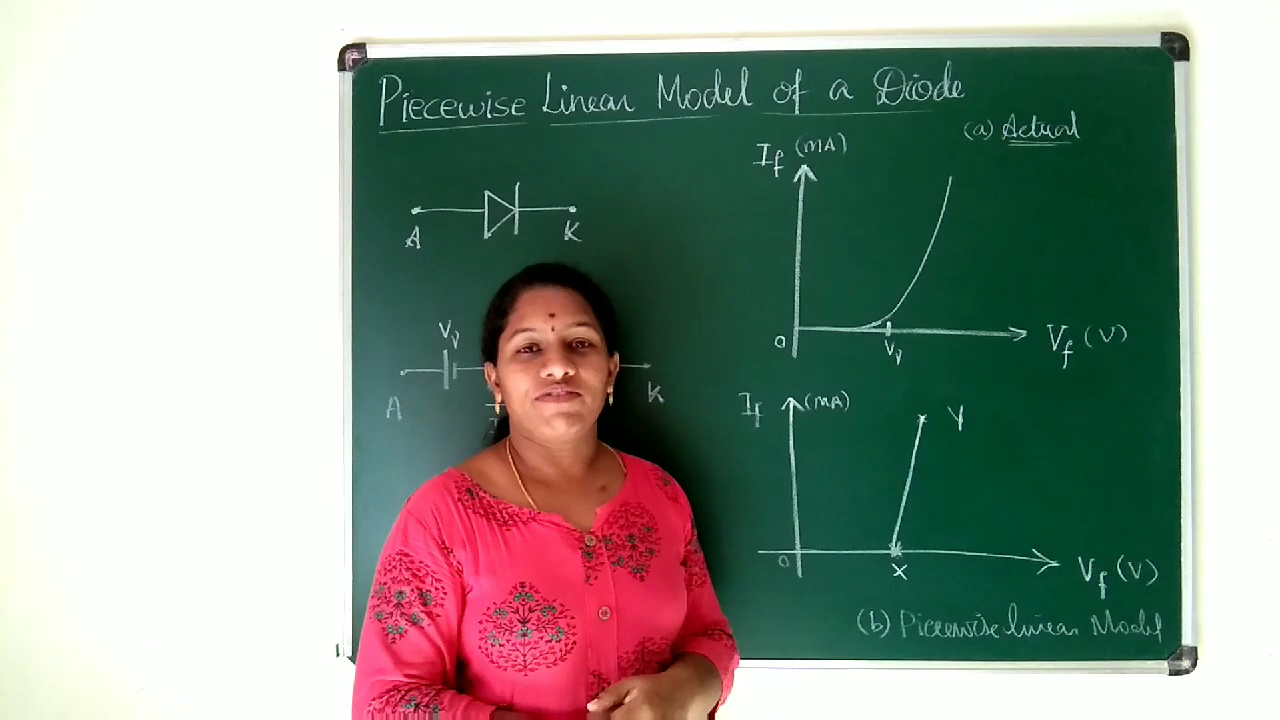 Piecewise Linear Model of a Diode
(a) Actual
If (mA)
A
K
Vγ
0
Vγ
Vf (V)
A
K
If (mA)
Y
0
X
Vf (V)
(b) Piecewise linear Model